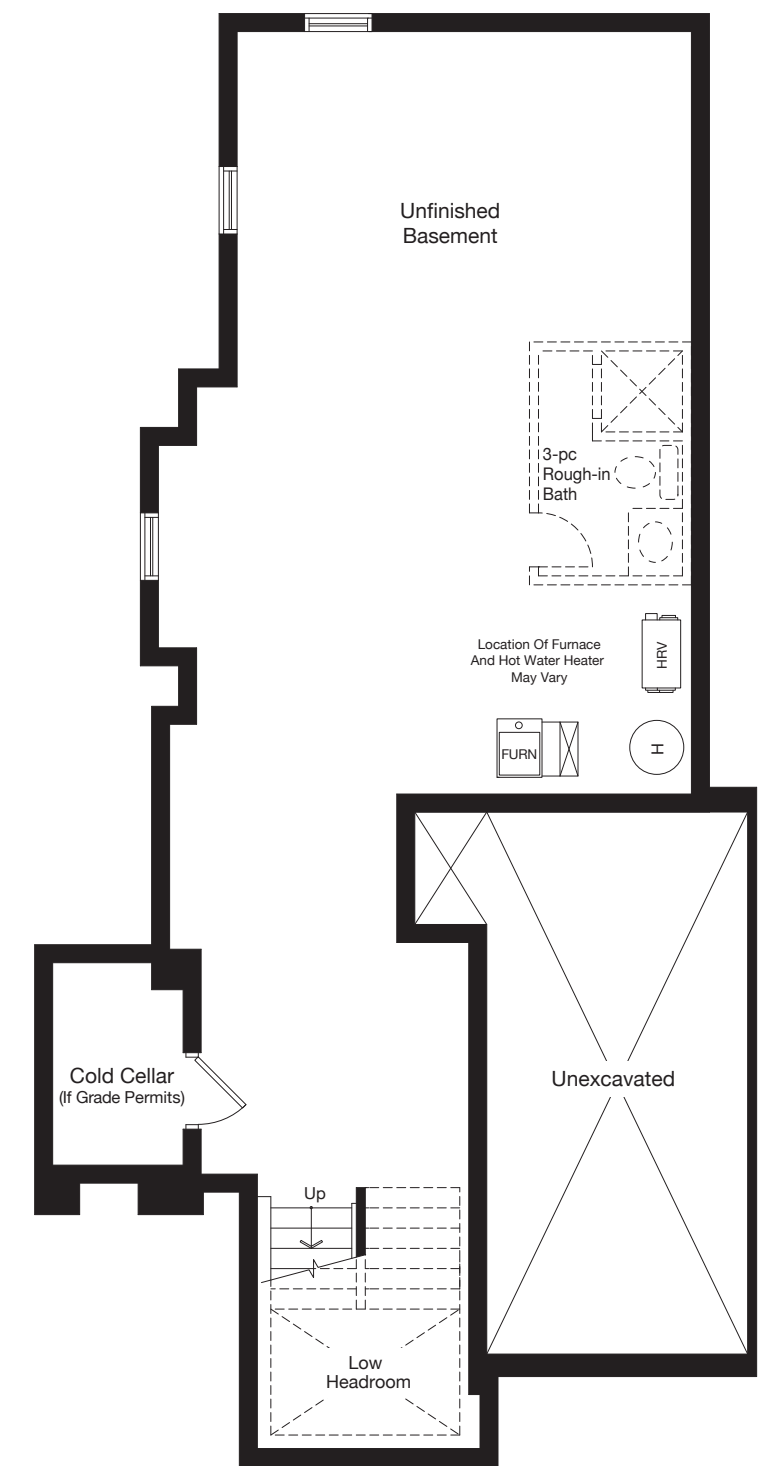 Unfinished
Basement
3-pc
Rough-in
Bath
Location Of Furnace
And Hot Water Heater
May Vary
HRV
FURN
H
Cold Cellar
(If Grade Permits)
Unexcavated
Up
Low
Headroom